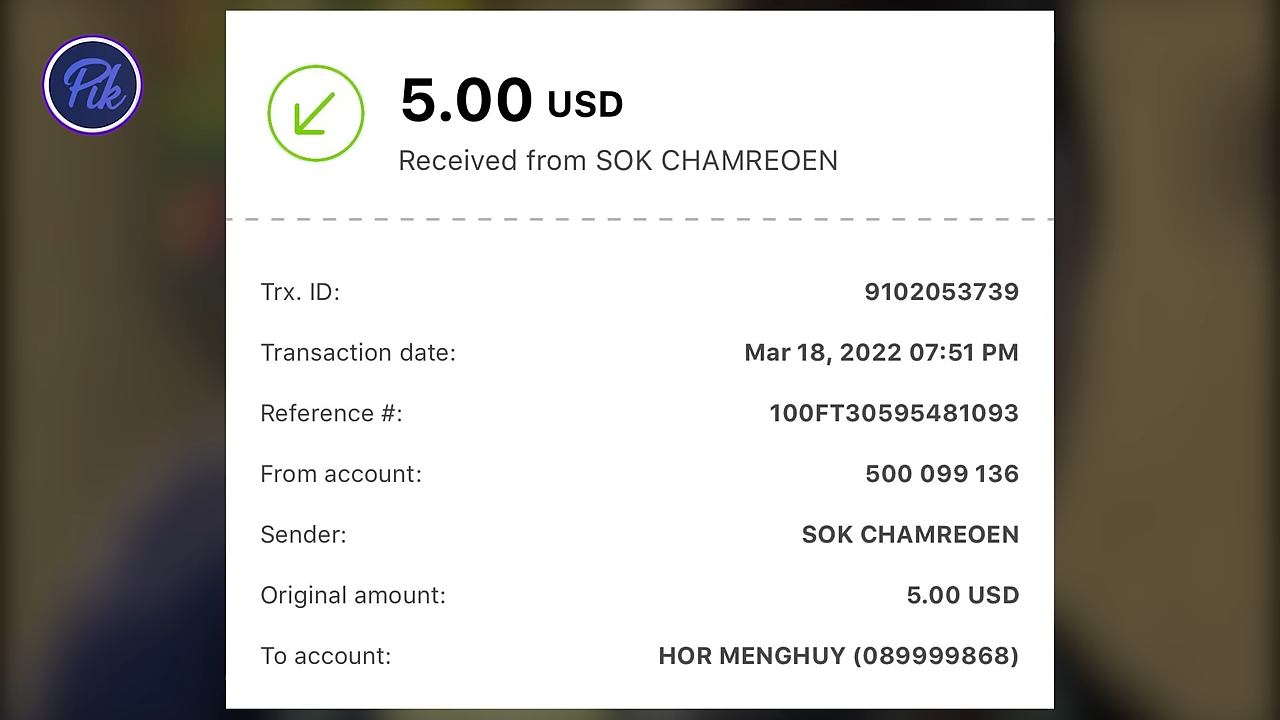 Pik
5.00 USD
Received from SOK CHAMREOEN
Trx. ID: 9102053739
Transaction date: Mar 18, 2022 07:51 PM
Reference #: 100FT30595481093
From account: 500 099 136
Sender: SOK CHAMREOEN
Original amount: 5.00 USD
To account: HOR MENGHUY (089999868)